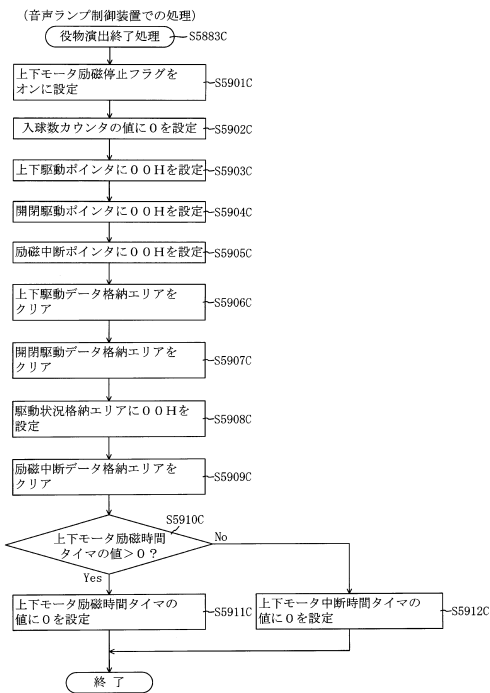 （音声ランプ制御装置での処理）
役物演出終了処理
S5883C
上下モータ励磁停止フラグを
オンに設定
S5901C
入球数カウンタの値に０を設定
S5902C
上下駆動ポインタに００Ｈを設定
S5903C
開閉駆動ポインタに００Ｈを設定
S5904C
励磁中断ポインタに００Ｈを設定
S5905C
上下駆動データ格納エリアを
クリア
S5906C
開閉駆動データ格納エリアを
クリア
S5907C
駆動状況格納エリアに００Ｈを
設定
S5908C
励磁中断データ格納エリアを
クリア
S5909C
S5910C
上下モータ励磁時間
タイマの値＞０？
No
Yes
上下モータ励磁時間タイマの
値に０を設定
S5911C
上下モータ中断時間タイマの
値に０を設定
S5912C
終 了